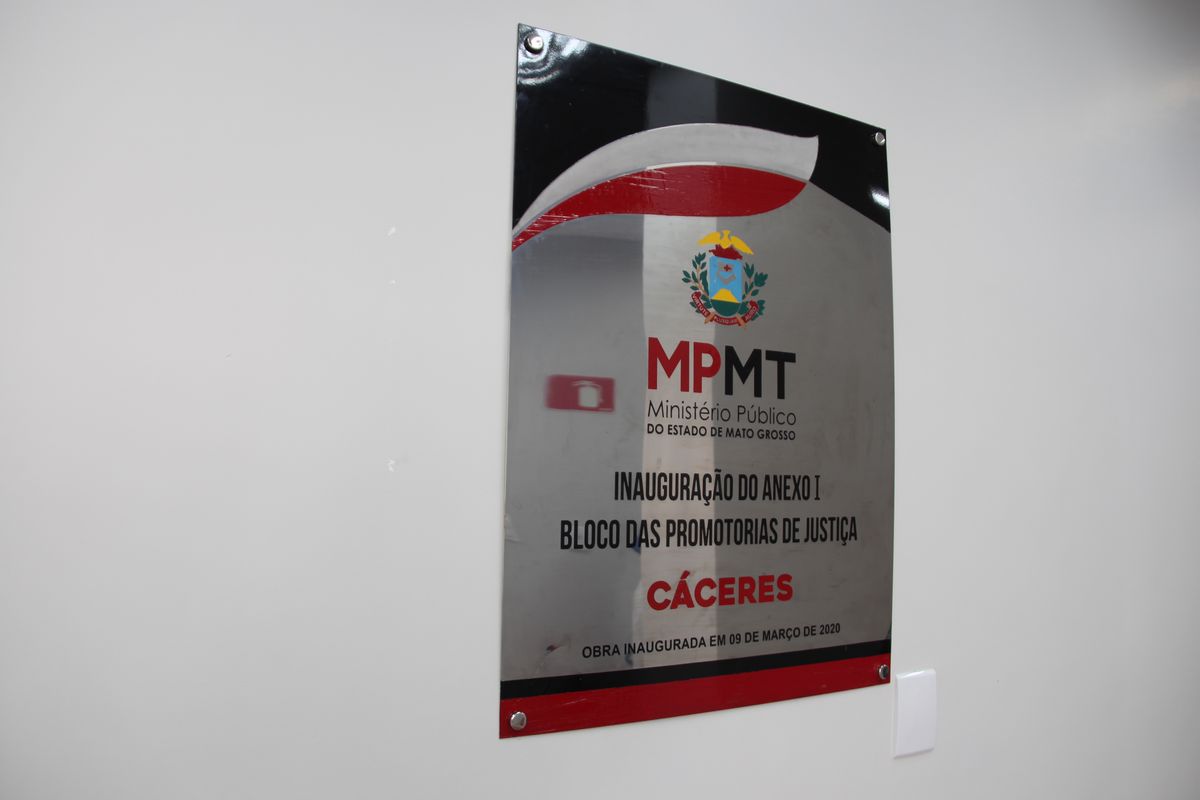 MPMT
Ministério Público
DO ESTADO DE MATO GROSSO
INAUGURAÇÃO DO ANEXO I
BLOCO DAS PROMOTORIAS DE JUSTIÇA
CÁCERES
OBRA INAUGURADA EM 09 DE MARÇO DE 2020